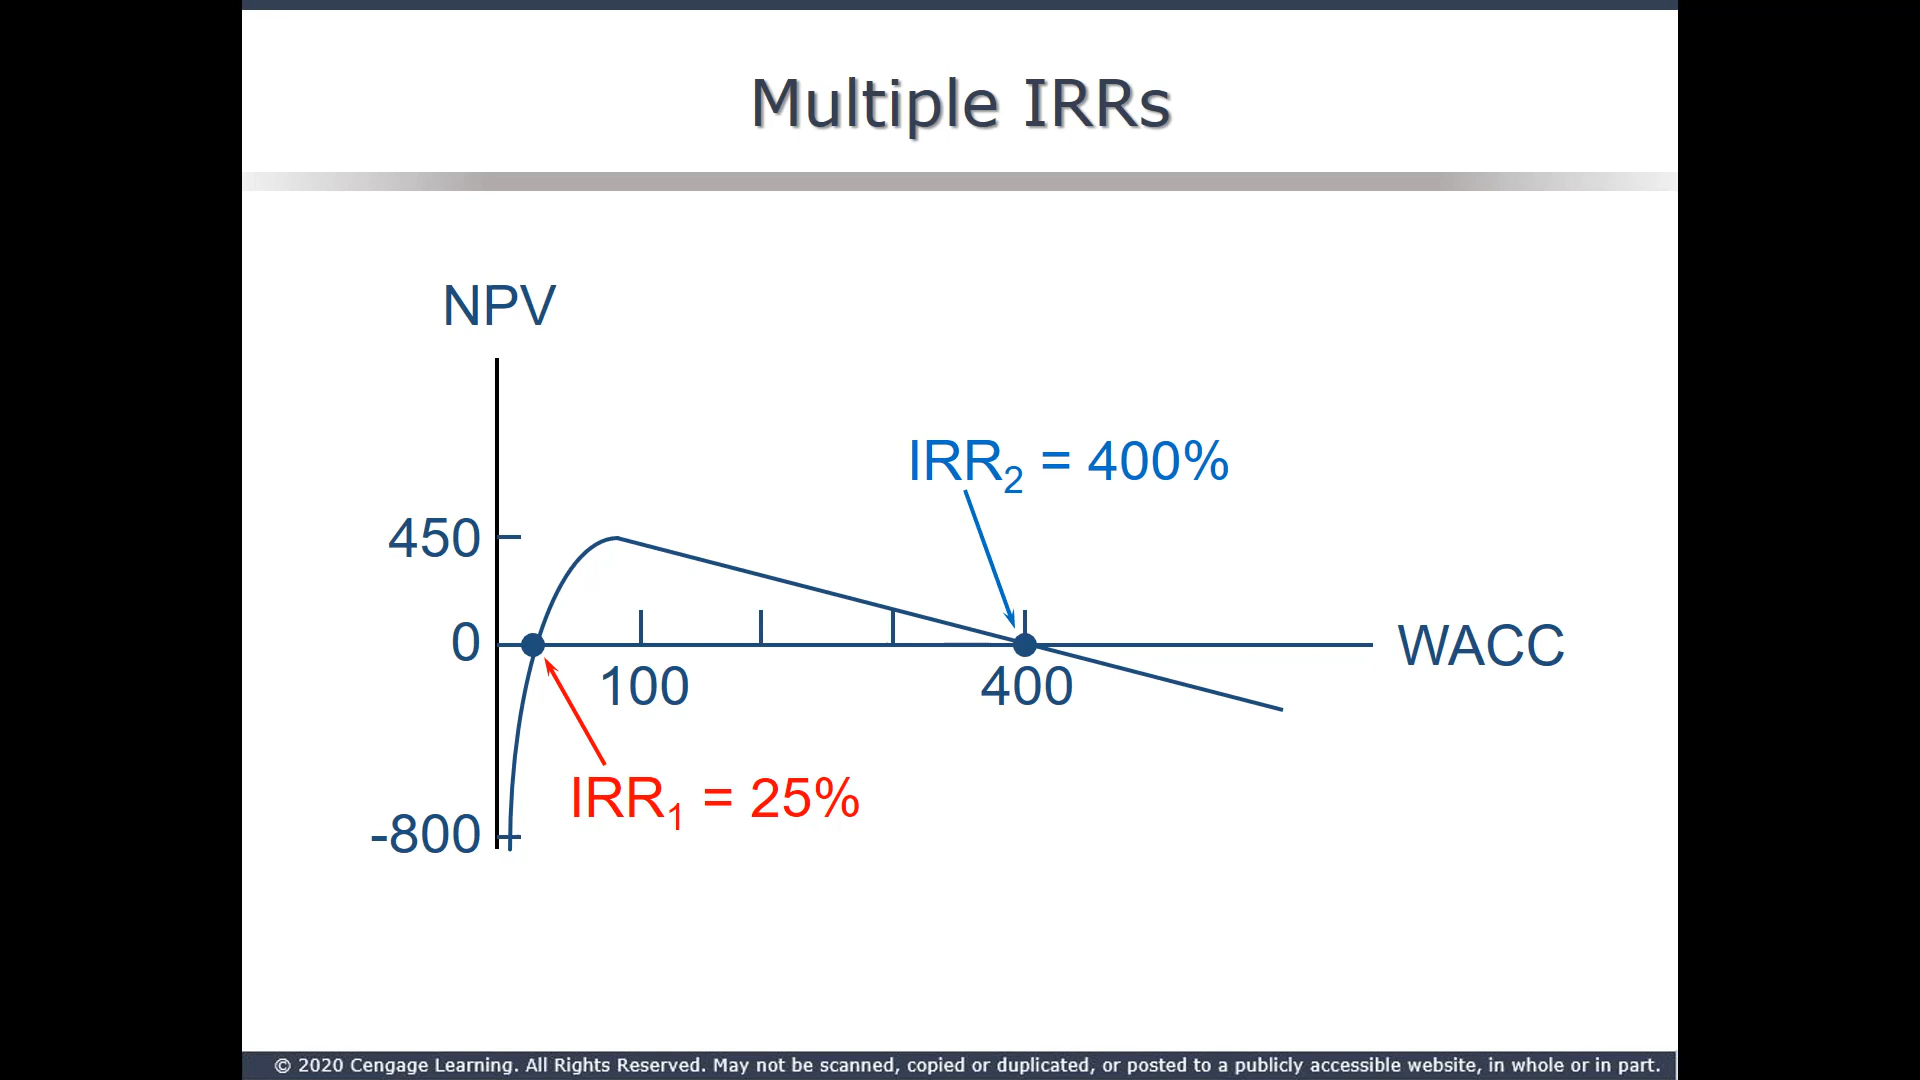 Multiple IRRs
NPV
IRR₂ = 400%
450
0
WACC
100
400
IRR₁ = 25%
-800
© 2020 Cengage Learning. All Rights Reserved. May not be scanned, copied or duplicated, or posted to a publicly accessible website, in whole or in part.